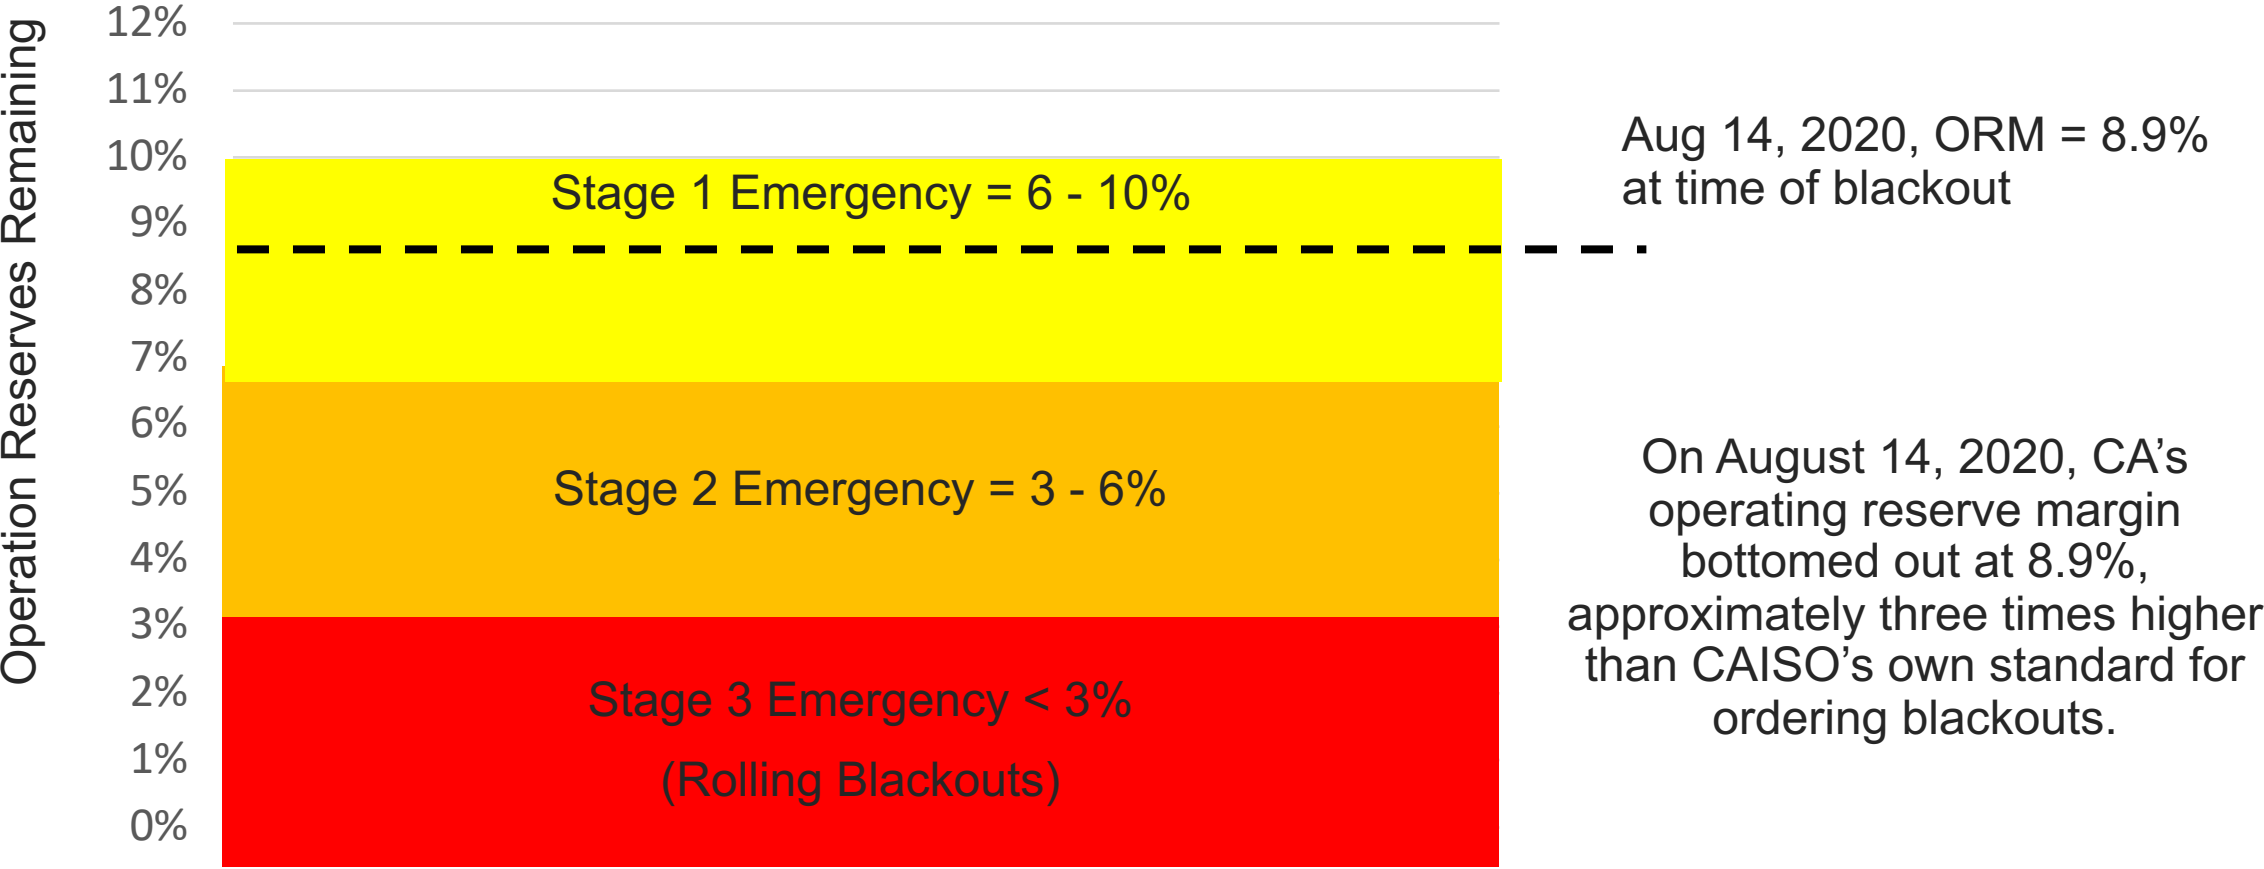 Operation Reserves Remaining
12%
11%
10%
9%
8%
7%
6%
5%
4%
3%
2%
1%
0%
Stage 1 Emergency = 6 - 10%
Stage 2 Emergency = 3 - 6%
Stage 3 Emergency < 3%
(Rolling Blackouts)
Aug 14, 2020, ORM = 8.9%
at time of blackout
On August 14, 2020, CA’s
operating reserve margin
bottomed out at 8.9%,
approximately three times higher
than CAISO’s own standard for
ordering blackouts.